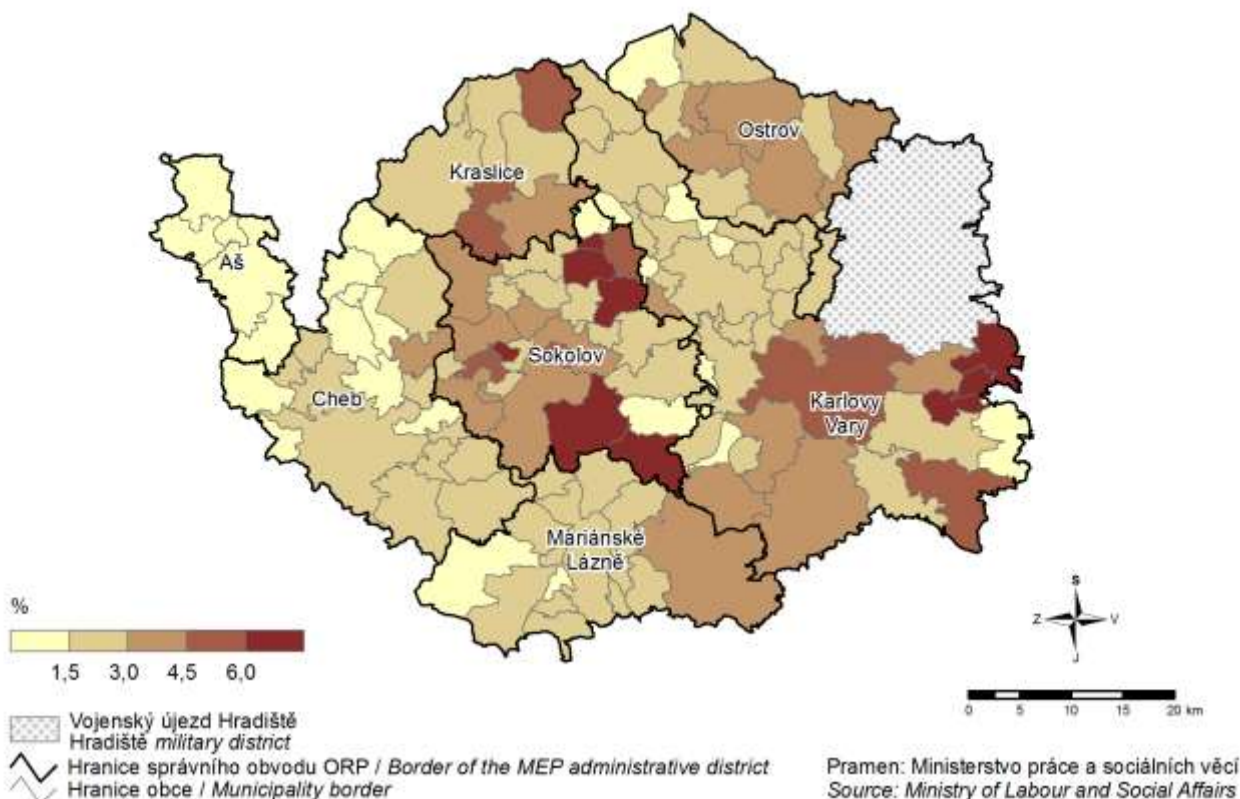 Ostrov
Kraslice
Aš
Sokolov
Cheb
Karlovy
Vary
Mariánské
Lázně
%
1,5 3,0 4,5 6,0
S
Z V
J
0 5 10 15 20 km
Vojenský újezd Hradiště
Hradiště military district
Hranice správního obvodu ORP / Border of the MEP administrative district
Hranice obce / Municipality border
Pramen: Ministerstvo práce a sociálních věcí
Source: Ministry of Labour and Social Affairs